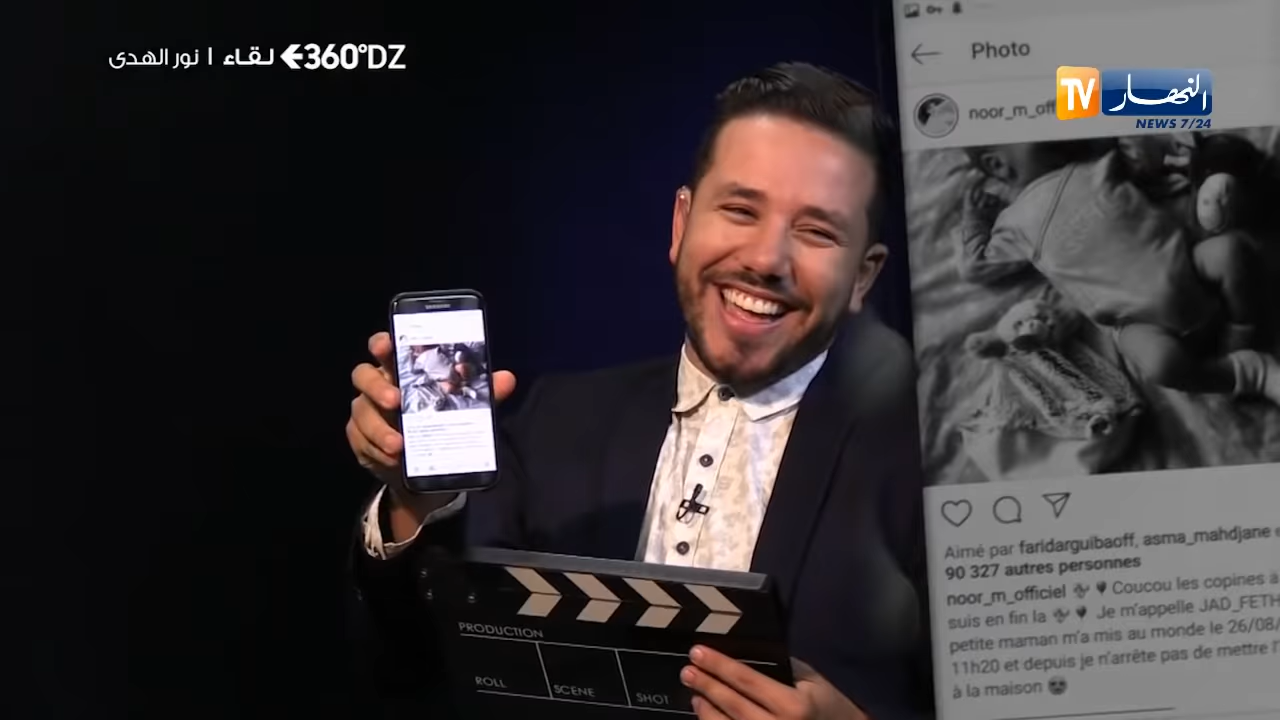 لقاء | نور الهدى
360°DZ
Photo
TV النهار
NEWS 7/24
noor_m_of
SAMSUNG
Aimé par faridarguibaoff, asma_mahdjane
90 327 autres personnes
noor_m_officiel Coucou les copines
suis en fin la Je m'appelle JAD_FETH
petite maman m'a mis au monde le 26/08/
11h20 et depuis je n'arrête pas de mettre l'
à la maison
PRODUCTION
ROLL
SCENE
SHOT